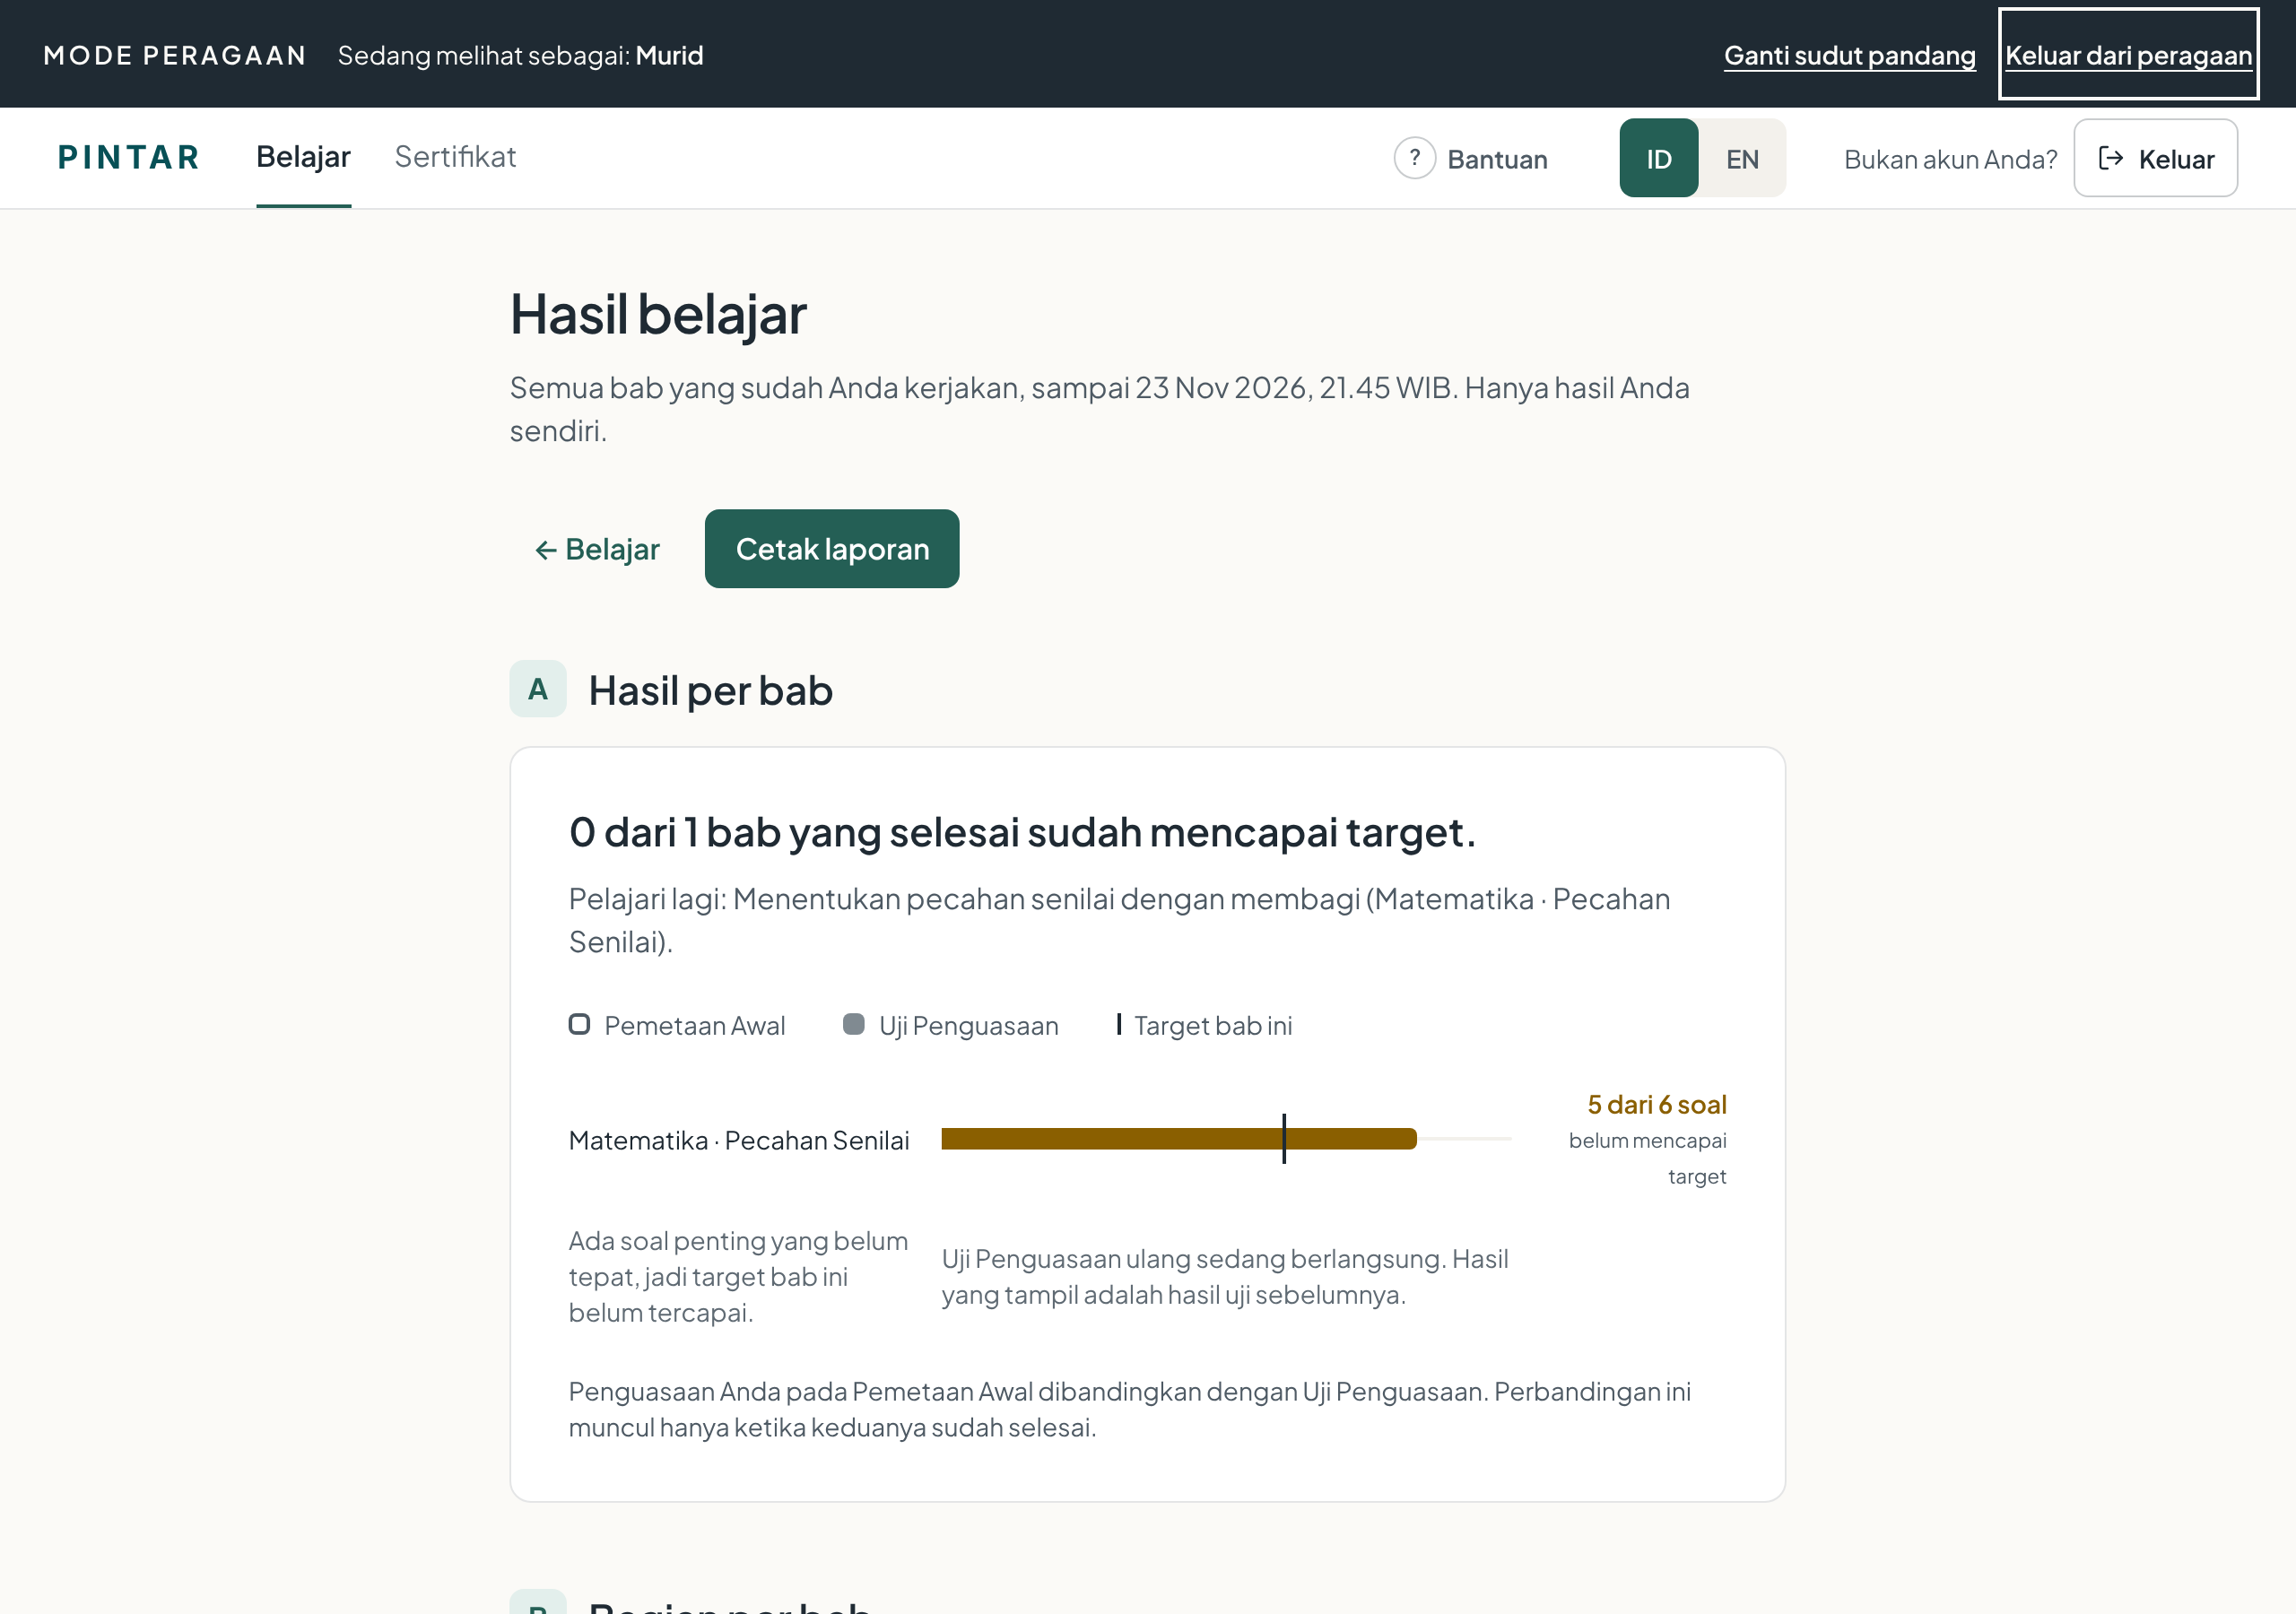 MODE PERAGAAN Sedang melihat sebagai: Murid Ganti sudut pandang Keluar dari peragaan
PINTAR Belajar Sertifikat ? Bantuan ID EN Bukan akun Anda? Keluar
Hasil belajar
Semua bab yang sudah Anda kerjakan, sampai 23 Nov 2026, 21.45 WIB. Hanya hasil Anda
sendiri.
← Belajar Cetak laporan
A Hasil per bab
0 dari 1 bab yang selesai sudah mencapai target.
Pelajari lagi: Menentukan pecahan senilai dengan membagi (Matematika · Pecahan
Senilai).
Pemetaan Awal Uji Penguasaan Target bab ini
Matematika · Pecahan Senilai
5 dari 6 soal
belum mencapai
target
Ada soal penting yang belum
tepat, jadi target bab ini
belum tercapai.
Uji Penguasaan ulang sedang berlangsung. Hasil
yang tampil adalah hasil uji sebelumnya.
Penguasaan Anda pada Pemetaan Awal dibandingkan dengan Uji Penguasaan. Perbandingan ini
muncul hanya ketika keduanya sudah selesai.
B Bagian per bab